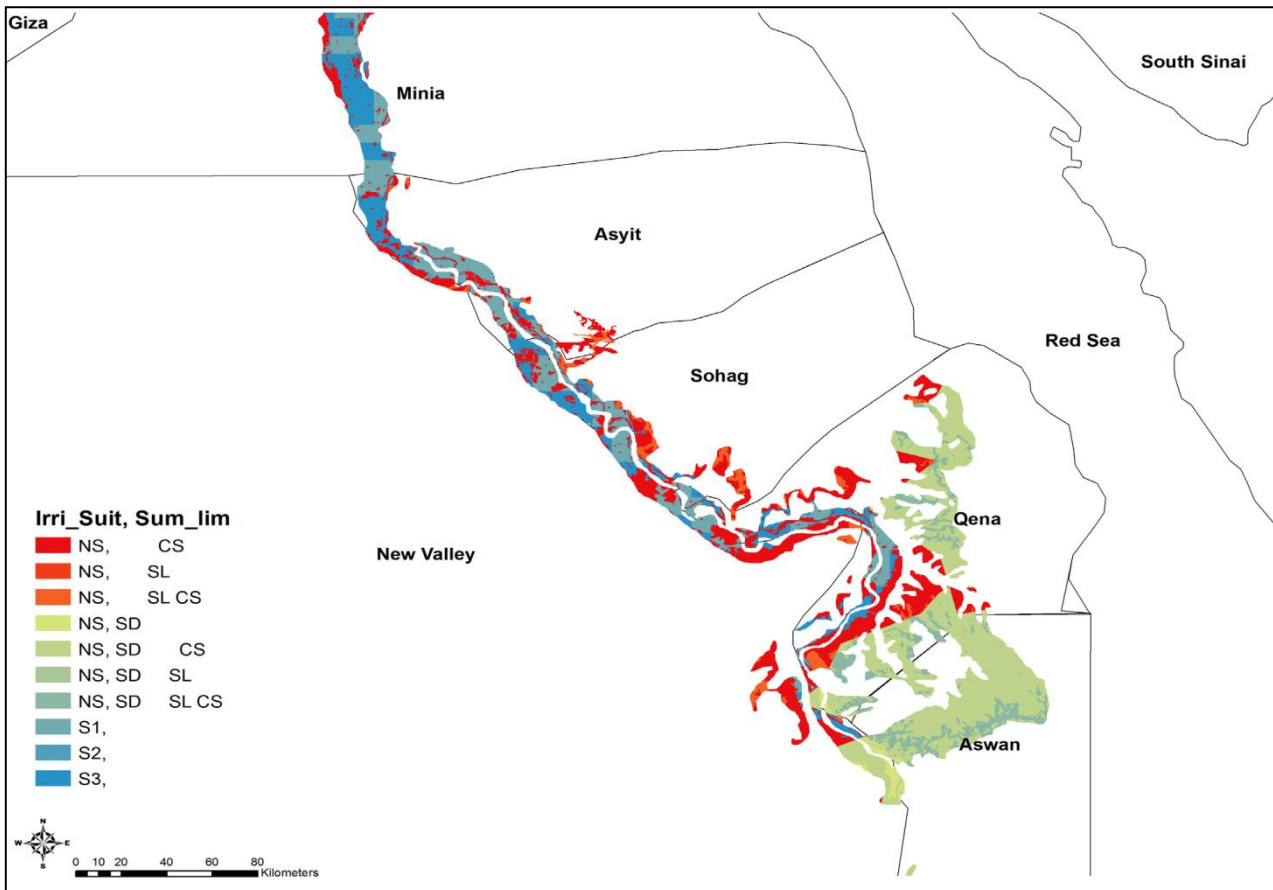 Giza
South Sinai
Minia
Asyit
Red Sea
Sohag
Qena
New Valley
Aswan
Irri_Suit, Sum_lim
NS, CS
NS, SL
NS, SL CS
NS, SD
NS, SD CS
NS, SD SL
NS, SD SL CS
S1,
S2,
S3,
N
W E
S
0 10 20 40 60 80
Kilometers